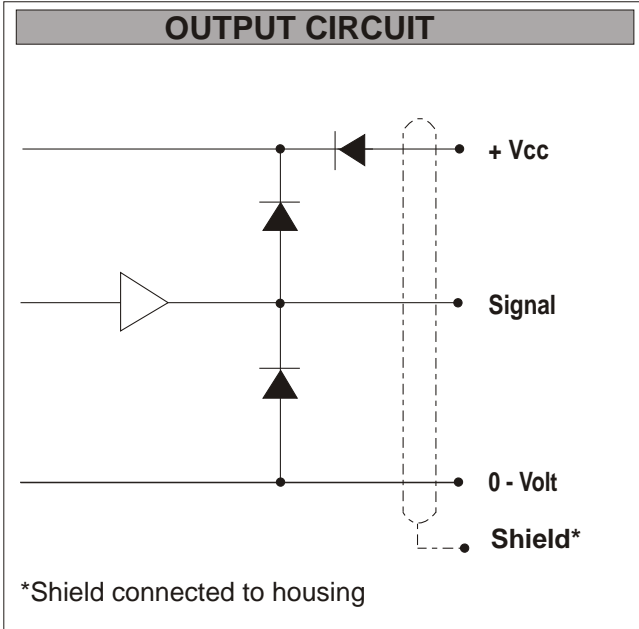 OUTPUT CIRCUIT
+ Vcc
Signal
0 - Volt
Shield*
*Shield connected to housing